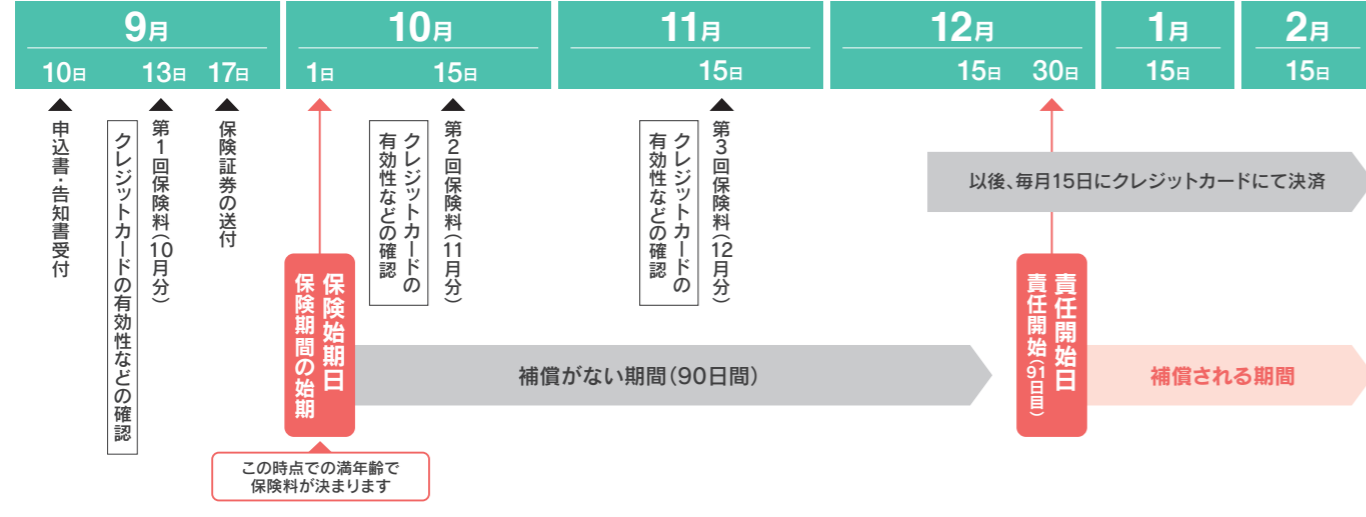 9月
10月
11月
12月
1月
2月
10日
13日
17日
1日
15日
15日
15日
30日
15日
15日
申込書・告知書受付
第1回保険料(10月分)
クレジットカードの有効性などの確認
保険証券の送付
第2回保険料(11月分)
クレジットカードの
有効性などの確認
第3回保険料(12月分)
クレジットカードの
有効性などの確認
以後、毎月15日にクレジットカードにて決済
保険始期日
保険期間の始期
補償がない期間(90日間)
責任開始日
責任開始(91日目)
補償される期間
この時点での満年齢で
保険料が決まります